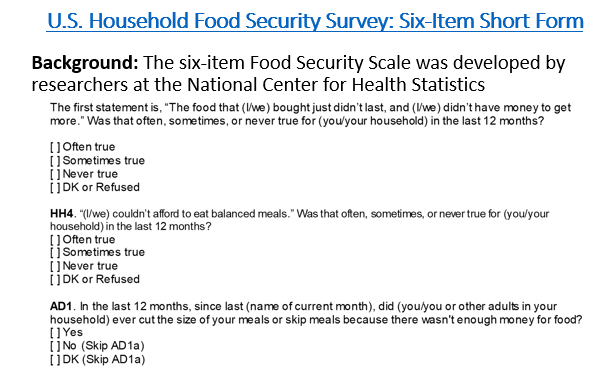 U.S. Household Food Security Survey: Six-Item Short Form
Background: The six-item Food Security Scale was developed by
researchers at the National Center for Health Statistics
The first statement is, “The food that (I/we) bought just didn’t last, and (I/we) didn’t have money to get
more.” Was that often, sometimes, or never true for (you/your household) in the last 12 months?
[ ] Often true
[ ] Sometimes true
[ ] Never true
[ ] DK or Refused
HH4. “(I/we) couldn’t afford to eat balanced meals.” Was that often, sometimes, or never true for (you/your
household) in the last 12 months?
[ ] Often true
[ ] Sometimes true
[ ] Never true
[ ] DK or Refused
AD1. In the last 12 months, since last (name of current month), did (you/you or other adults in your
household) ever cut the size of your meals or skip meals because there wasn't enough money for food?
[ ] Yes
[ ] No (Skip AD1a)
[ ] DK (Skip AD1a)